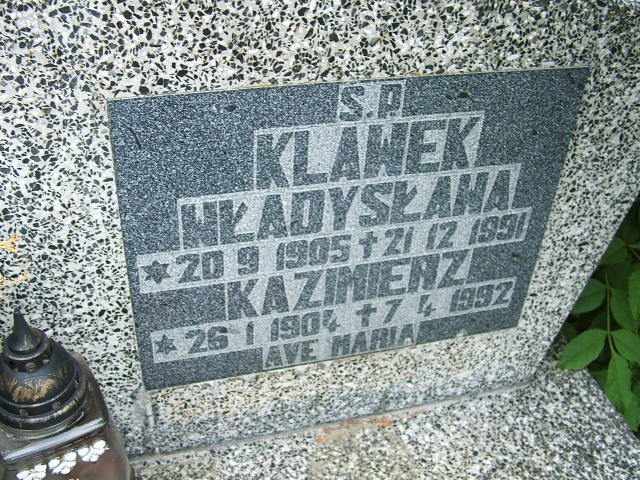 Ś.P.
KLAWEK
WŁADYSŁAWA
★ 20 9 1905 ✝ 21 12 1991
KAZIMIERZ
★ 26 1 1904 ✝ 7 4 1992
AVE MARIA